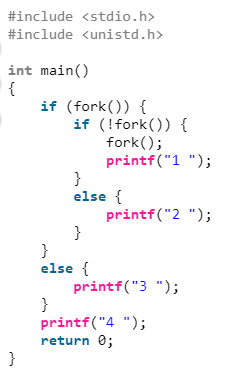 #include <stdio.h>
#include <unistd.h>

int main()
{
    if (fork()) {
        if (!fork()) {
            fork();
            printf("1 ");
        }
        else {
            printf("2 ");
        }
    }
    else {
        printf("3 ");
    }
    printf("4 ");
    return 0;
}